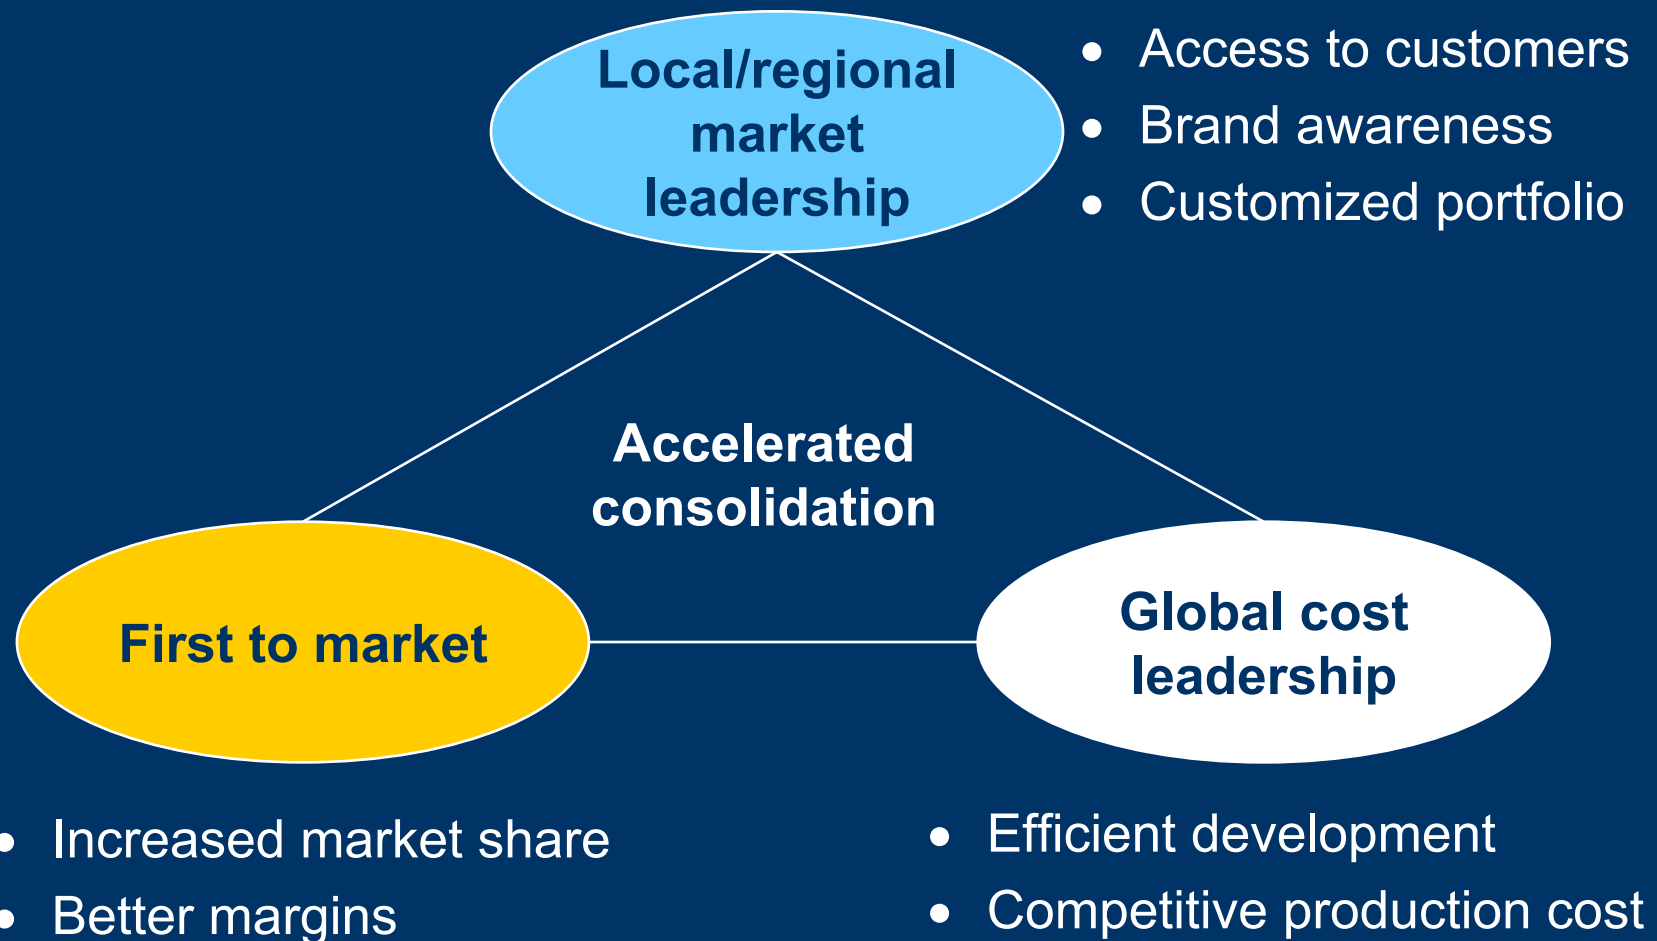 Local/regional
market
leadership
• Access to customers
• Brand awareness
• Customized portfolio
Accelerated
consolidation
First to market
Global cost
leadership
• Increased market share
• Better margins
• Efficient development
• Competitive production cost